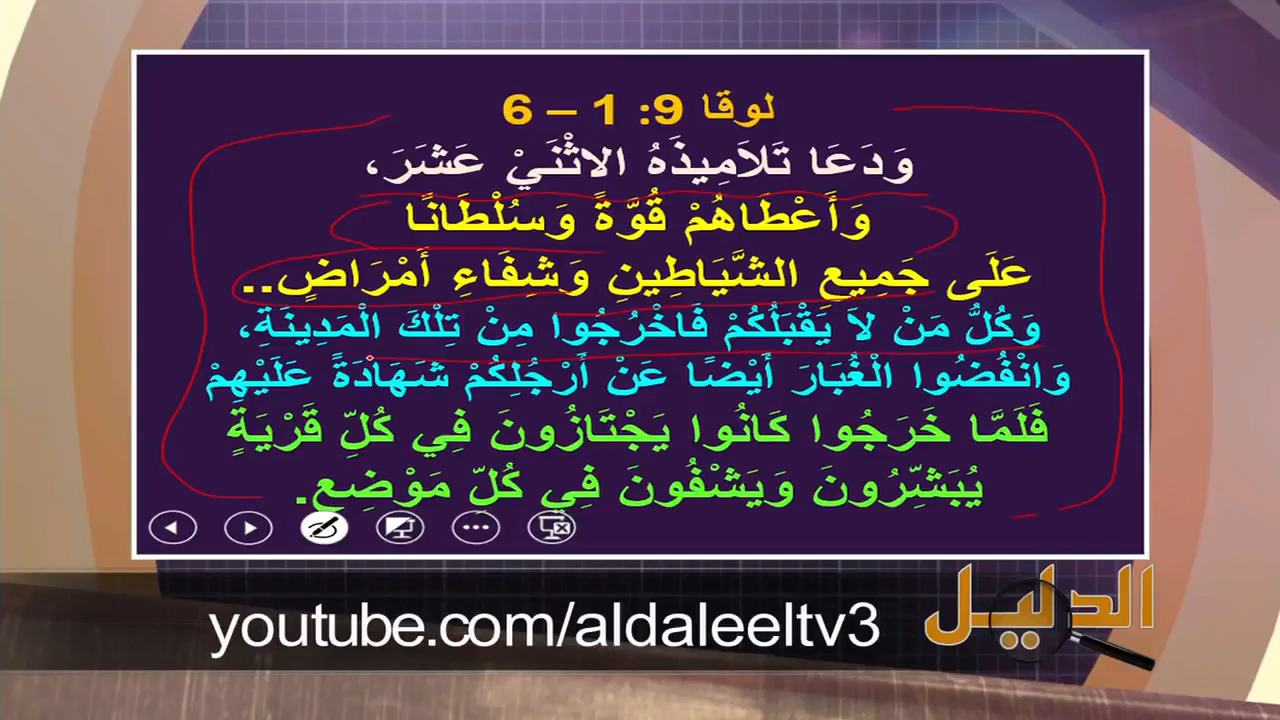 لوقا 9: 1 – 6
وَدَعَا تَلاَمِيذَهُ الاثْنَيْ عَشَرَ،
وَأَعْطَاهُمْ قُوَّةً وَسُلْطَانًا
عَلَى جَمِيعِ الشَّيَاطِينِ وَشِفَاءِ أَمْرَاضٍ..
وَكُلُّ مَنْ لاَ يَقْبَلُكُمْ فَاخْرُجُوا مِنْ تِلْكَ الْمَدِينَةِ،
وَانْفُضُوا الْغُبَارَ أَيْضًا عَنْ أَرْجُلِكُمْ شَهَادَةً عَلَيْهِمْ
فَلَمَّا خَرَجُوا كَانُوا يَجْتَازُونَ فِي كُلِّ قَرْيَةٍ
يُبَشِّرُونَ وَيَشْفُونَ فِي كُلِّ مَوْضِعٍ.
الدليل
youtube.com/aldaleeltv3